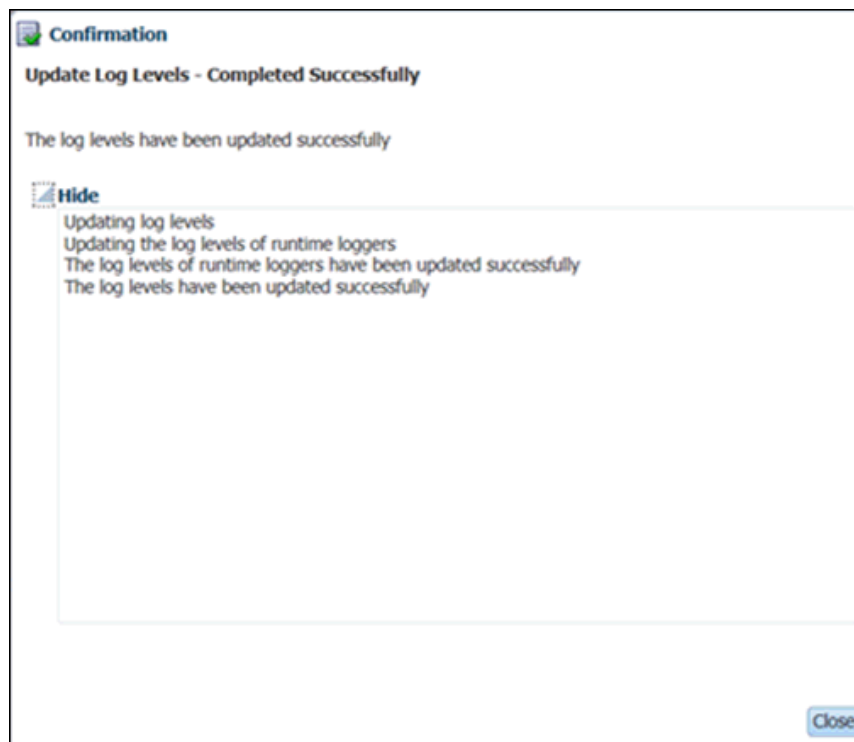 Confirmation
Update Log Levels - Completed Successfully
The log levels have been updated successfully
Hide
Updating log levels
Updating the log levels of runtime loggers
The log levels of runtime loggers have been updated successfully
The log levels have been updated successfully
Close